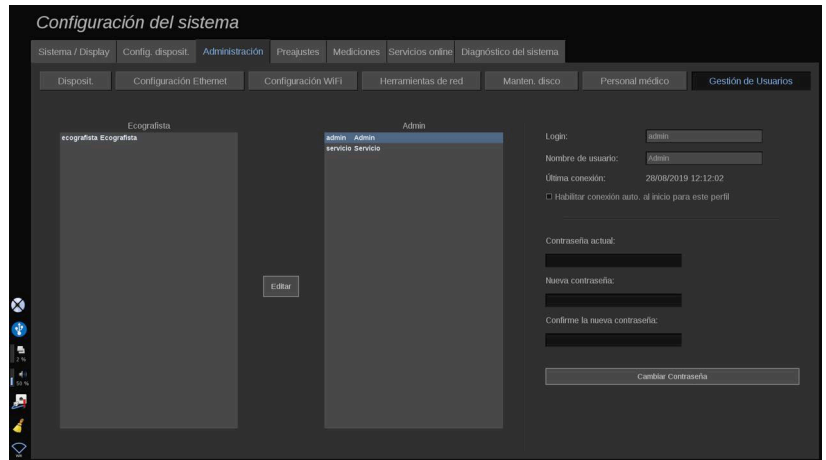 Configuración del sistema
Sistema / Display Config. disposit. Administración Preajustes Mediciones Servicios online Diagnóstico del sistema
Disposit. Configuración Ethernet Configuración WiFi Herramientas de red Manten. disco Personal médico Gestión de Usuarios
Ecografista Admin
ecografista Ecografista
admin Admin
servicio Servicio
Login: admin
Nombre de usuario: Admin
Última conexión: 28/08/2019 12:12:02
Habilitar conexión auto. al inicio para este perfil
Contraseña actual:
Editar
Nueva contraseña:
Confirme la nueva contraseña:
Cambiar Contraseña
2 %
50 %